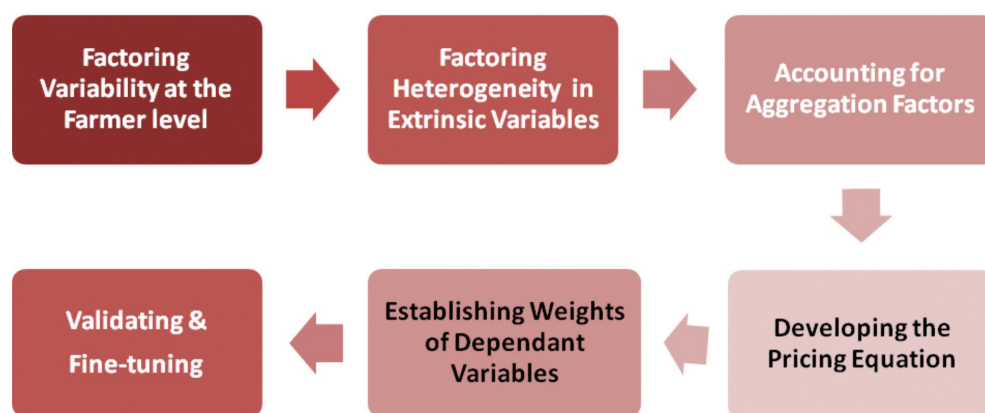 Factoring
Variability at the
Farmer level
Factoring
Heterogeneity in
Extrinsic Variables
Accounting for
Aggregation Factors
Developing the
Pricing Equation
Establishing Weights
of Dependant
Variables
Validating &
Fine-tuning